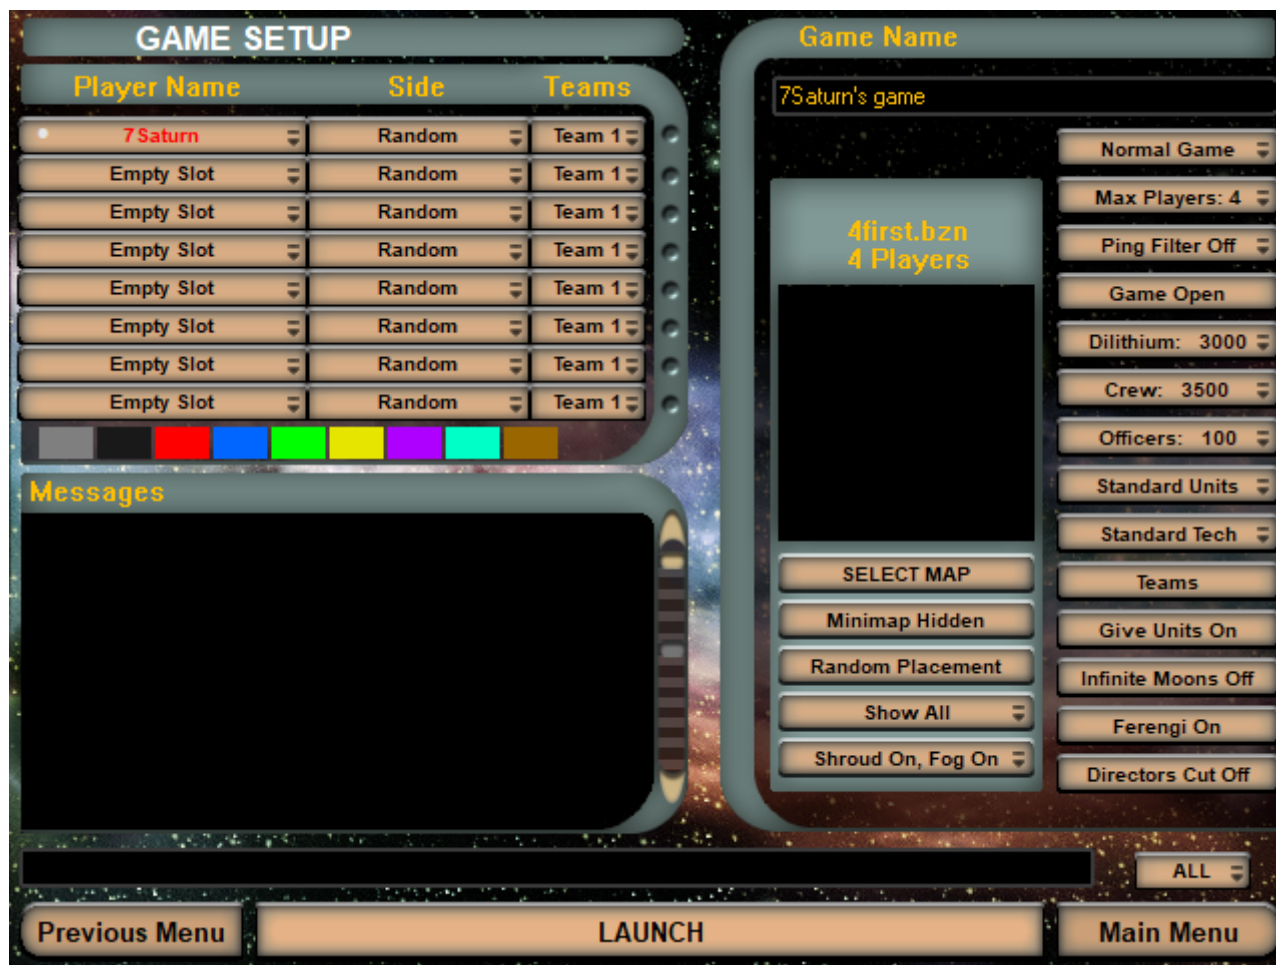 GAME SETUP
Player Name Side Teams
7Saturn Random Team 1
Empty Slot Random Team 1
Empty Slot Random Team 1
Empty Slot Random Team 1
Empty Slot Random Team 1
Empty Slot Random Team 1
Empty Slot Random Team 1
Empty Slot Random Team 1
Messages
Game Name
7Saturn's game
4first.bzn
4 Players
SELECT MAP
Minimap Hidden
Random Placement
Show All
Shroud On, Fog On
Normal Game
Max Players: 4
Ping Filter Off
Game Open
Dilithium: 3000
Crew: 3500
Officers: 100
Standard Units
Standard Tech
Teams
Give Units On
Infinite Moons Off
Ferengi On
Directors Cut Off
ALL
Previous Menu LAUNCH Main Menu